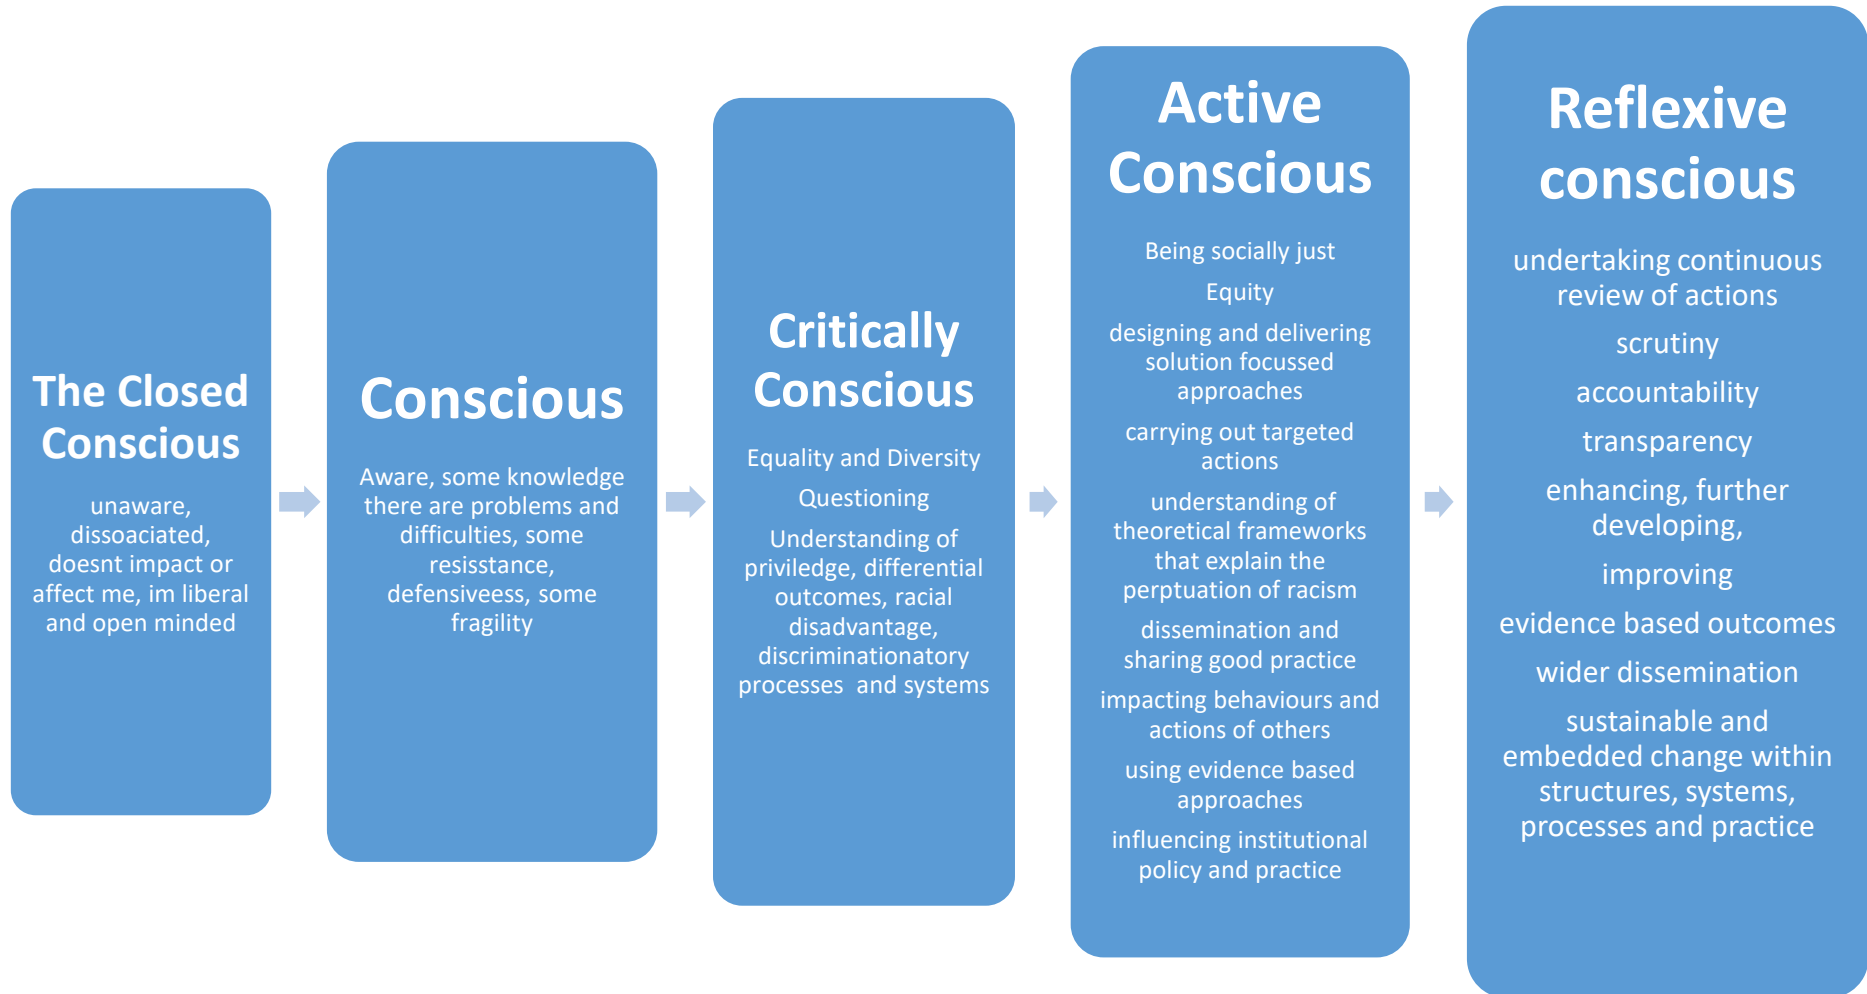 The Closed
Conscious
unaware,
dissoaciated,
doesnt impact or
affect me, im liberal
and open minded
Conscious
Aware, some knowledge
there are problems and
difficulties, some
resisstance,
defensiveess, some
fragility
Critically
Conscious
Equality and Diversity
Questioning
Understanding of
priviledge, differential
outcomes, racial
disadvantage,
discriminationatory
processes and systems
Active
Conscious
Being socially just
Equity
designing and delivering
solution focussed
approaches
carrying out targeted
actions
understanding of
theoretical frameworks
that explain the
perptuation of racism
dissemination and
sharing good practice
impacting behaviours and
actions of others
using evidence based
approaches
influencing institutional
policy and practice
Reflexive
conscious
undertaking continuous
review of actions
scrutiny
accountability
transparency
enhancing, further
developing,
improving
evidence based outcomes
wider dissemination
sustainable and
embedded change within
structures, systems,
processes and practice